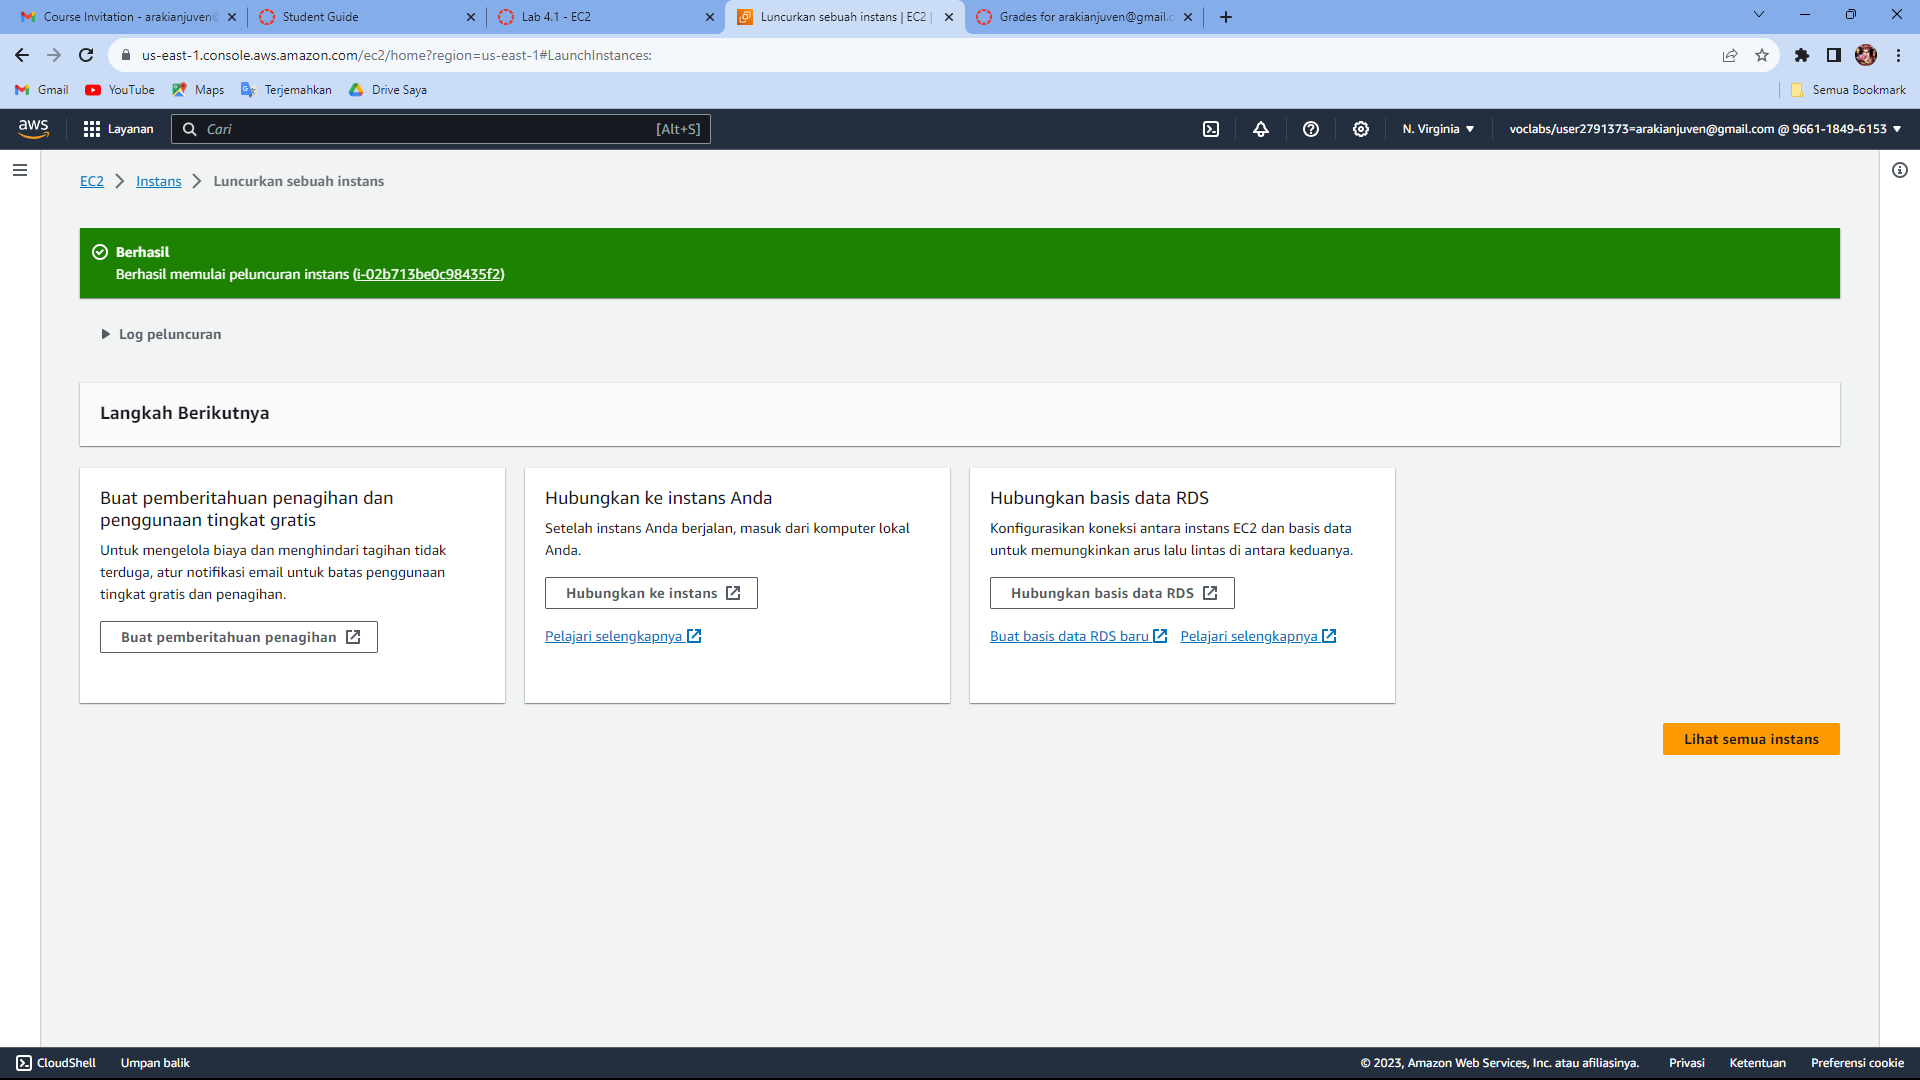 Course Invitation - arakianjuven@
Student Guide
Lab 4.1 - EC2
Luncurkan sebuah instans | EC2 |
Grades for arakianjuven@gmail.c
us-east-1.console.aws.amazon.com/ec2/home?region=us-east-1#LaunchInstances:
Gmail
YouTube
Maps
Terjemahkan
Drive Saya
Semua Bookmark
aws
Layanan
Cari
[Alt+S]
N. Virginia
voclabs/user2791373=arakianjuven@gmail.com @ 9661-1849-6153
EC2 > Instans > Luncurkan sebuah instans
Berhasil
Berhasil memulai peluncuran instans (i-02b713be0c98435f2)
Log peluncuran
Langkah Berikutnya
Buat pemberitahuan penagihan dan
penggunaan tingkat gratis
Untuk mengelola biaya dan menghindari tagihan tidak
terduga, atur notifikasi email untuk batas penggunaan
tingkat gratis dan penagihan.
Buat pemberitahuan penagihan
Hubungkan ke instans Anda
Setelah instans Anda berjalan, masuk dari komputer lokal
Anda.
Hubungkan ke instans
Pelajari selengkapnya
Hubungkan basis data RDS
Konfigurasikan koneksi antara instans EC2 dan basis data
untuk memungkinkan arus lalu lintas di antara keduanya.
Hubungkan basis data RDS
Buat basis data RDS baru
Pelajari selengkapnya
Lihat semua instans
CloudShell
Umpan balik
© 2023, Amazon Web Services, Inc. atau afiliasinya.
Privasi
Ketentuan
Preferensi cookie